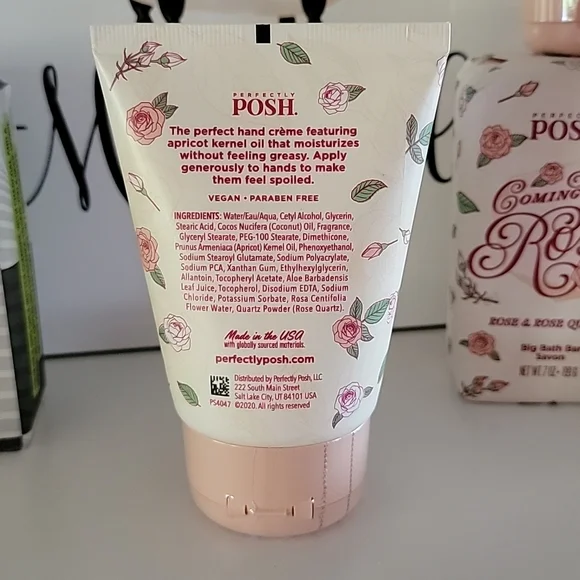 PERFECTLY
POSH.
The perfect hand crème featuring
apricot kernel oil that moisturizes
without feeling greasy. Apply
generously to hands to make
them feel spoiled.
VEGAN • PARABEN FREE
INGREDIENTS: Water/Eau/Aqua, Cetyl Alcohol, Glycerin,
Stearic Acid, Cocos Nucifera (Coconut) Oil, Fragrance,
Glyceryl Stearate, PEG-100 Stearate, Dimethicone,
Prunus Armeniaca (Apricot) Kernel Oil, Phenoxyethanol,
Sodium Stearoyl Glutamate, Sodium Polyacrylate,
Sodium PCA, Xanthan Gum, Ethylhexylglycerin,
Allantoin, Tocopheryl Acetate, Aloe Barbadensis
Leaf Juice, Tocopherol, Disodium EDTA, Sodium
Chloride, Potassium Sorbate, Rosa Centifolia
Flower Water, Quartz Powder (Rose Quartz).
Made in the USA
with globally sourced materials.
perfectlyposh.com
Distributed by Perfectly Posh, LLC
222 South Main Street
Salt Lake City, UT 84101 USA
PS4047 ©2020. All rights reserved
POS
COMING
Ro
ROSE & ROSE QU
Big Bath Bar
Savon
NET WT 7 OZ